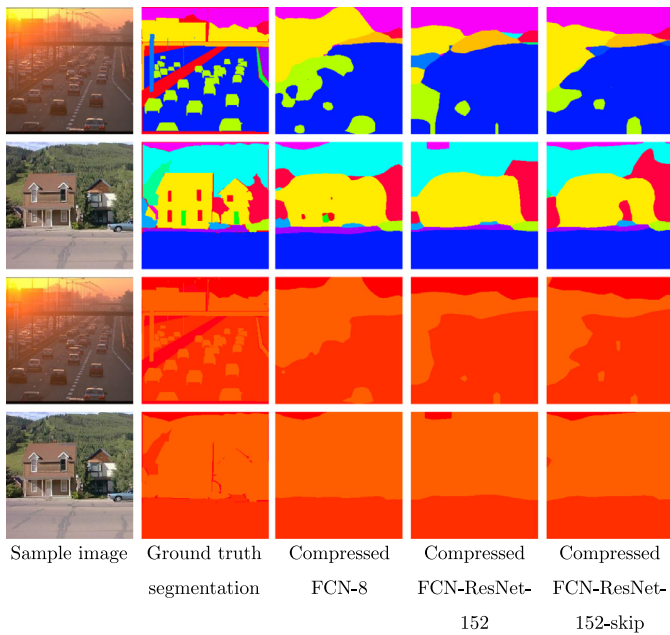 Sample image
Ground truth
segmentation
Compressed
FCN-8
Compressed
FCN-ResNet-
152
Compressed
FCN-ResNet-
152-skip